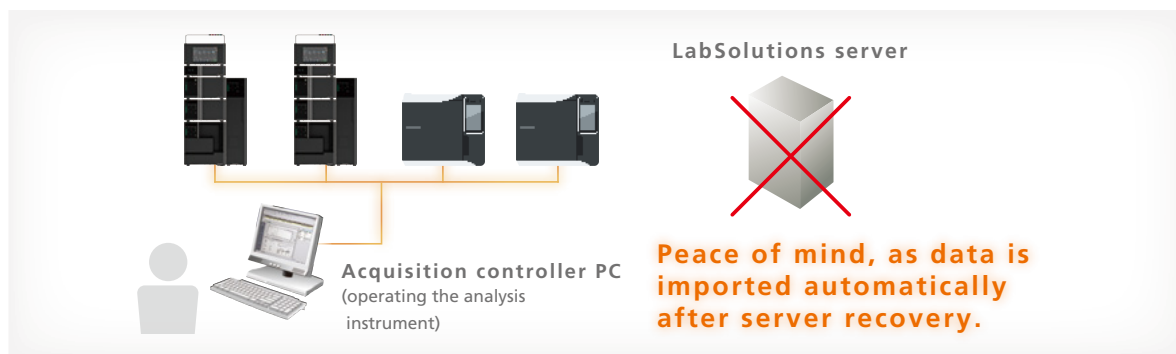 LabSolutions server
Acquisition controller PC
(operating the analysis
instrument)
Peace of mind, as data is
imported automatically
after server recovery.